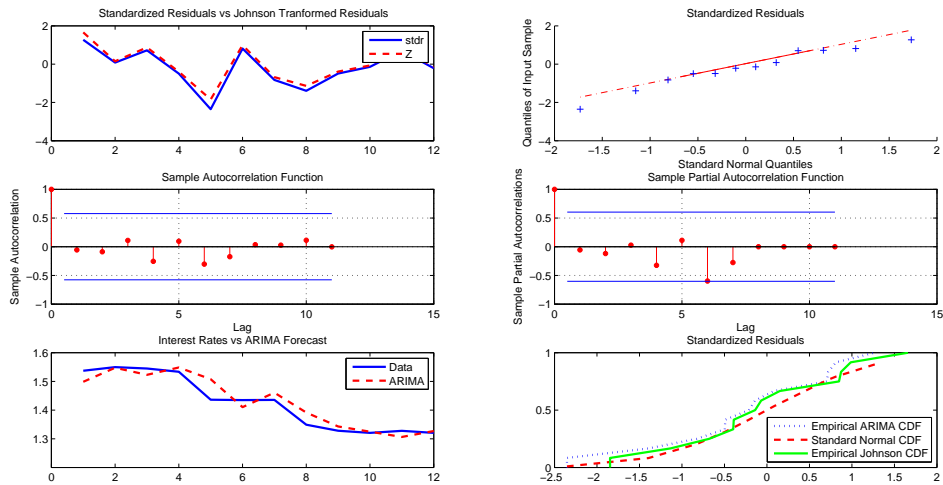 Standardized Residuals vs Johnson Tranformed Residuals
2
0
−2
−4
0 2 4 6 8 10 12
stdr
Z
Standardized Residuals
Quantiles of Input Sample
2
0
−2
−4
−2 −1.5 −1 −0.5 0 0.5 1 1.5 2
Standard Normal Quantiles
Sample Autocorrelation Function
Sample Autocorrelation
1
0.5
0
−0.5
−1
0 5 10 15
Lag
Sample Partial Autocorrelation Function
Sample Partial Autocorrelations
1
0.5
0
−0.5
−1
0 5 10 15
Lag
Interest Rates vs ARIMA Forecast
1.6
1.5
1.4
1.3
0 2 4 6 8 10 12
Data
ARIMA
Standardized Residuals
1
0.5
0
−2.5 −2 −1.5 −1 −0.5 0 0.5 1 1.5 2
Empirical ARIMA CDF
Standard Normal CDF
Empirical Johnson CDF